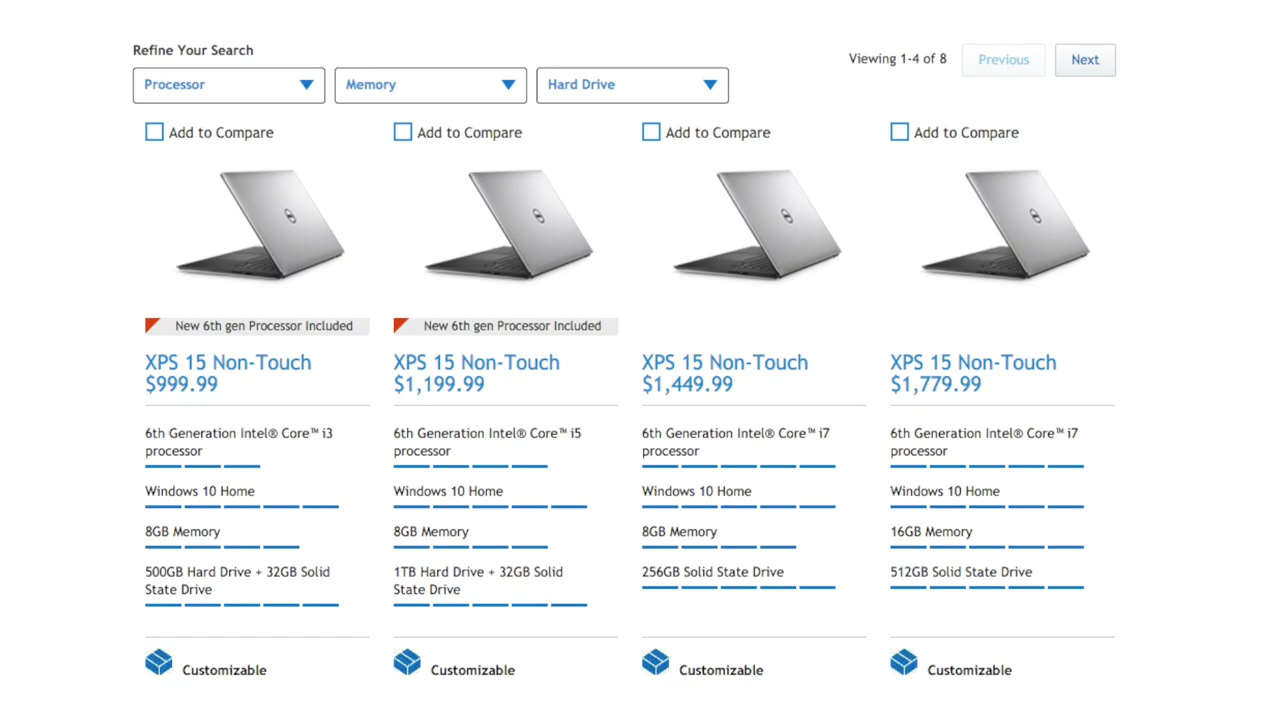 Refine Your Search
Viewing 1-4 of 8
Previous
Next
Processor
Memory
Hard Drive
Add to Compare
Add to Compare
Add to Compare
Add to Compare
New 6th gen Processor Included
New 6th gen Processor Included
XPS 15 Non-Touch
$999.99
XPS 15 Non-Touch
$1,199.99
XPS 15 Non-Touch
$1,449.99
XPS 15 Non-Touch
$1,779.99
6th Generation Intel® Core™ i3
processor
6th Generation Intel® Core™ i5
processor
6th Generation Intel® Core™ i7
processor
6th Generation Intel® Core™ i7
processor
Windows 10 Home
Windows 10 Home
Windows 10 Home
Windows 10 Home
8GB Memory
8GB Memory
8GB Memory
16GB Memory
500GB Hard Drive + 32GB Solid
State Drive
1TB Hard Drive + 32GB Solid
State Drive
256GB Solid State Drive
512GB Solid State Drive
Customizable
Customizable
Customizable
Customizable